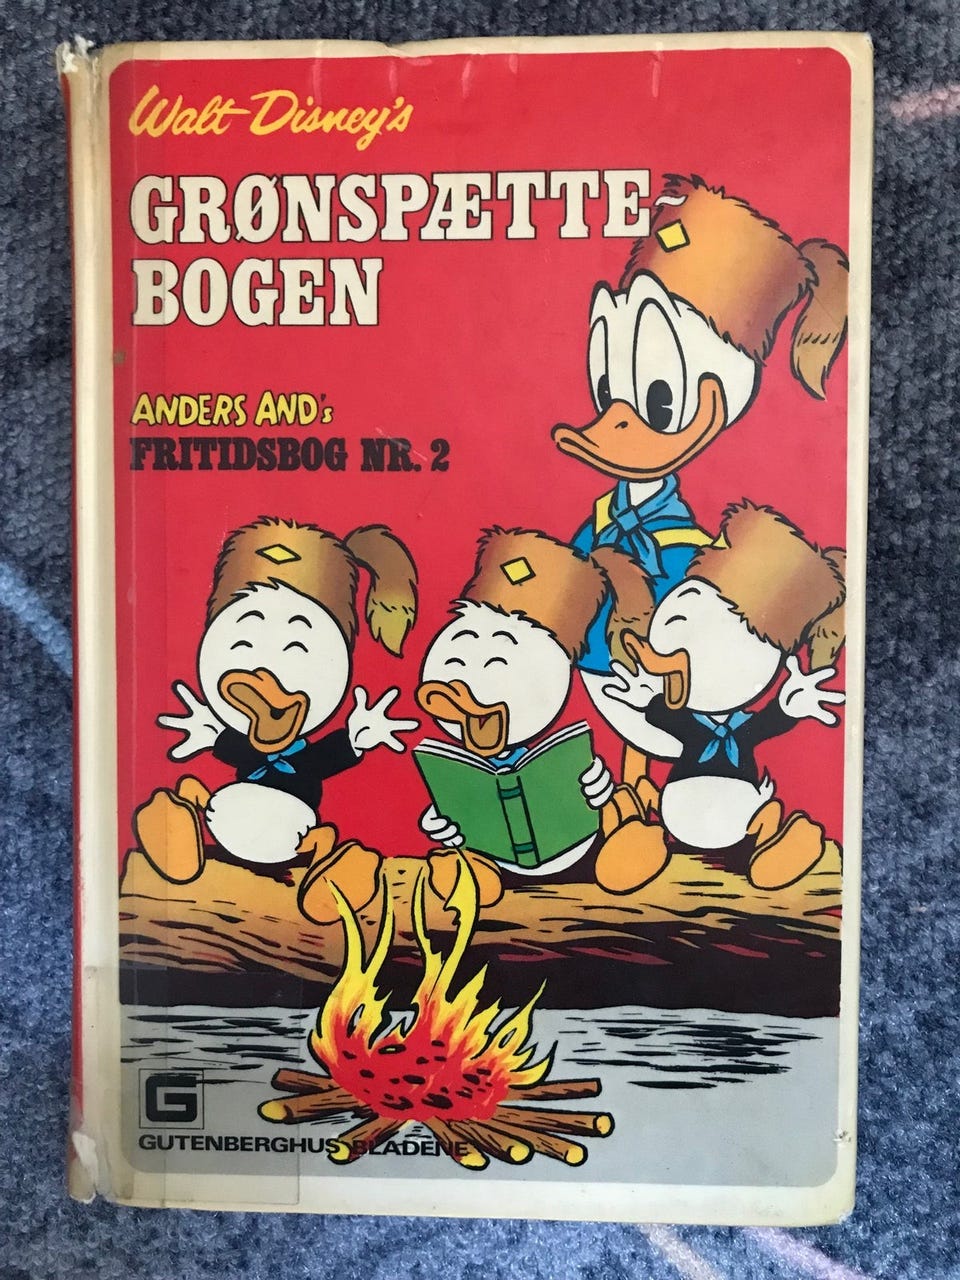 Walt Disney's
GRØNSPÆTTE-
BOGEN
ANDERS AND's
FRITIDSBOG NR. 2
G
GUTENBERGHUS BLADENE